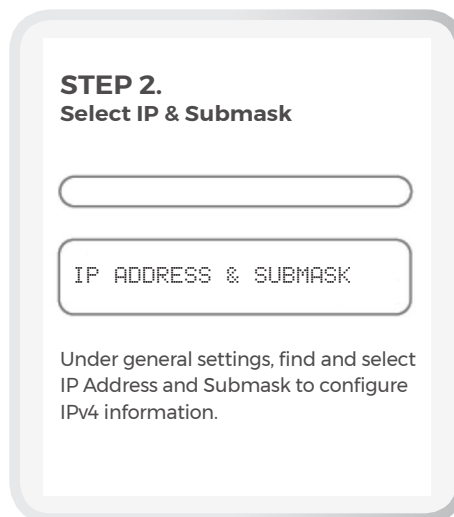 STEP 2.
Select IP & Submask
IP ADDRESS & SUBMASK
Under general settings, find and select
IP Address and Submask to configure
IPv4 information.